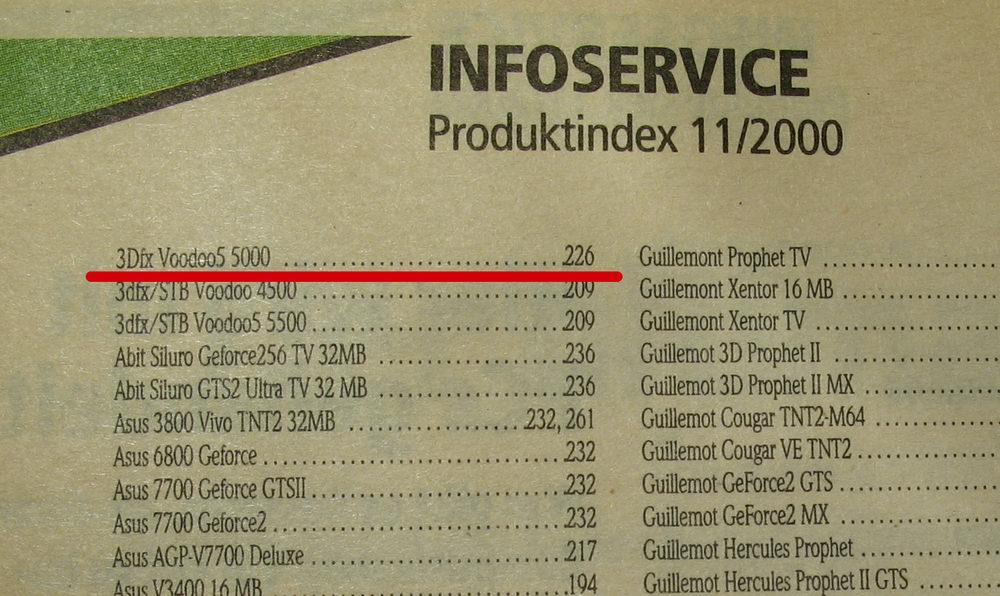 INFOSERVICE
Produktindex 11/2000
3Dfx Voodoo5 5000 ........................................ 226
3dfx/STB Voodoo 4500 ..................................... 209
3dfx/STB Voodoo5 5500 .................................... 209
Abit Siluro Geforce256 TV 32MB ........................... 236
Abit Siluro GTS2 Ultra TV 32 MB .......................... 236
Asus 3800 Vivo TNT2 32MB ............................ 232, 261
Asus 6800 Geforce ........................................ 232
Asus 7700 Geforce GTSII .................................. 232
Asus 7700 Geforce2 ....................................... 232
Asus AGP-V7700 Deluxe .................................... 217
Asus V3400 16 MB ......................................... 194
Guillemont Prophet TV ....................
Guillemont Xentor 16 MB ..................
Guillemont Xentor TV .....................
Guillemot 3D Prophet II ..................
Guillemot 3D Prophet II MX ...............
Guillemot Cougar TNT2-M64 ................
Guillemot Cougar VE TNT2 .................
Guillemot GeForce2 GTS ...................
Guillemot GeForce2 MX ....................
Guillemot Hercules Prophet ...............
Guillemot Hercules Prophet II GTS ........